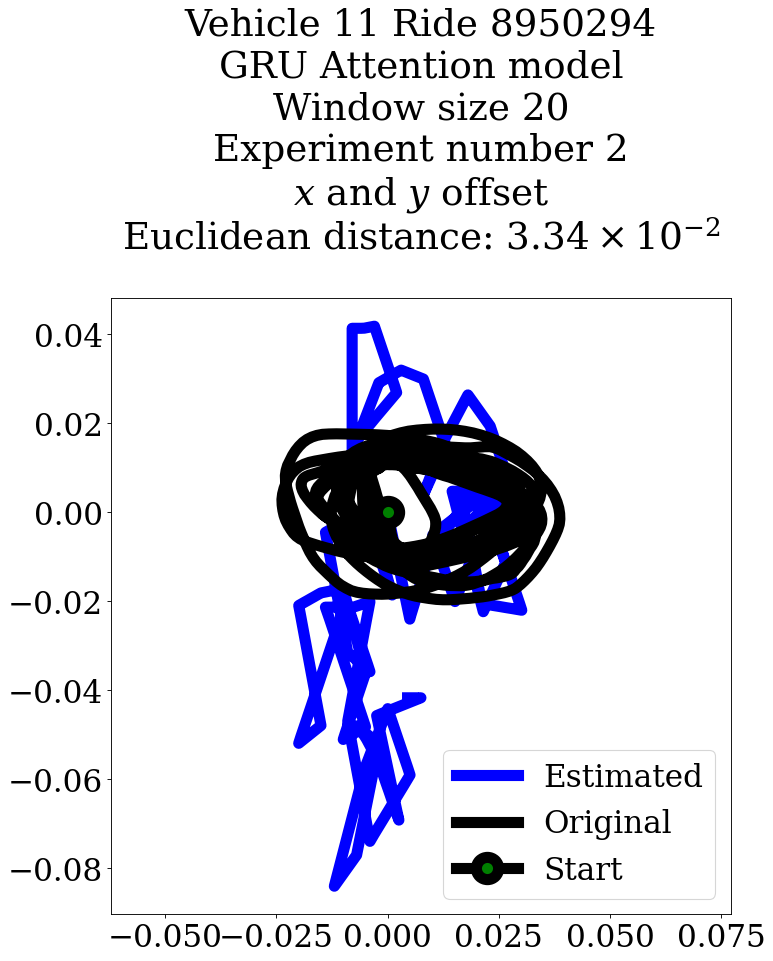 Vehicle 11 Ride 8950294
GRU Attention model
Window size 20
Experiment number 2
x and y offset
Euclidean distance: 3.34 × 10⁻²
0.04
0.02
0.00
−0.02
−0.04
−0.06
−0.08
Estimated
Original
Start
−0.050 −0.025 0.000 0.025 0.050 0.075